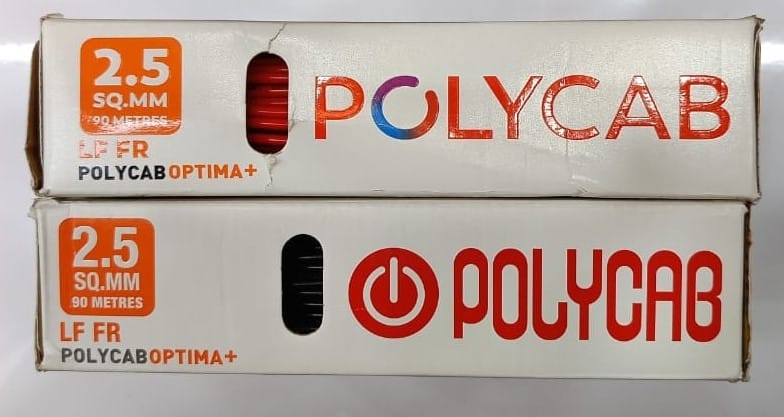 2.5
SQ.MM
90 METRES
LF FR
POLYCAB OPTIMA+
POLYCAB
2.5
SQ.MM
90 METRES
LF FR
POLYCAB OPTIMA+
POLYCAB